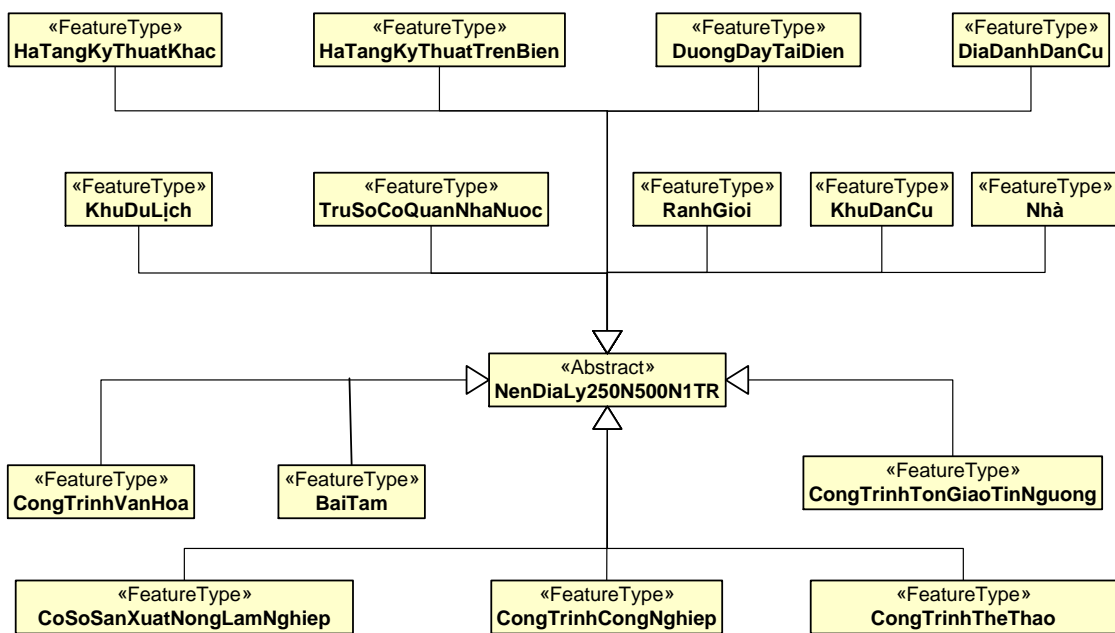 «FeatureType»
HaTangKyThuatKhac
«FeatureType»
HaTangKyThuatTrenBien
«FeatureType»
DuongDayTaiDien
«FeatureType»
DiaDanhDanCu
«FeatureType»
KhuDuLịch
«FeatureType»
TruSoCoQuanNhaNuoc
«FeatureType»
RanhGioi
«FeatureType»
KhuDanCu
«FeatureType»
Nhà
«Abstract»
NenDiaLy250N500N1TR
«FeatureType»
CongTrinhVanHoa
«FeatureType»
BaiTam
«FeatureType»
CongTrinhTonGiaoTinNguong
«FeatureType»
CoSoSanXuatNongLamNghiep
«FeatureType»
CongTrinhCongNghiep
«FeatureType»
CongTrinhTheThao